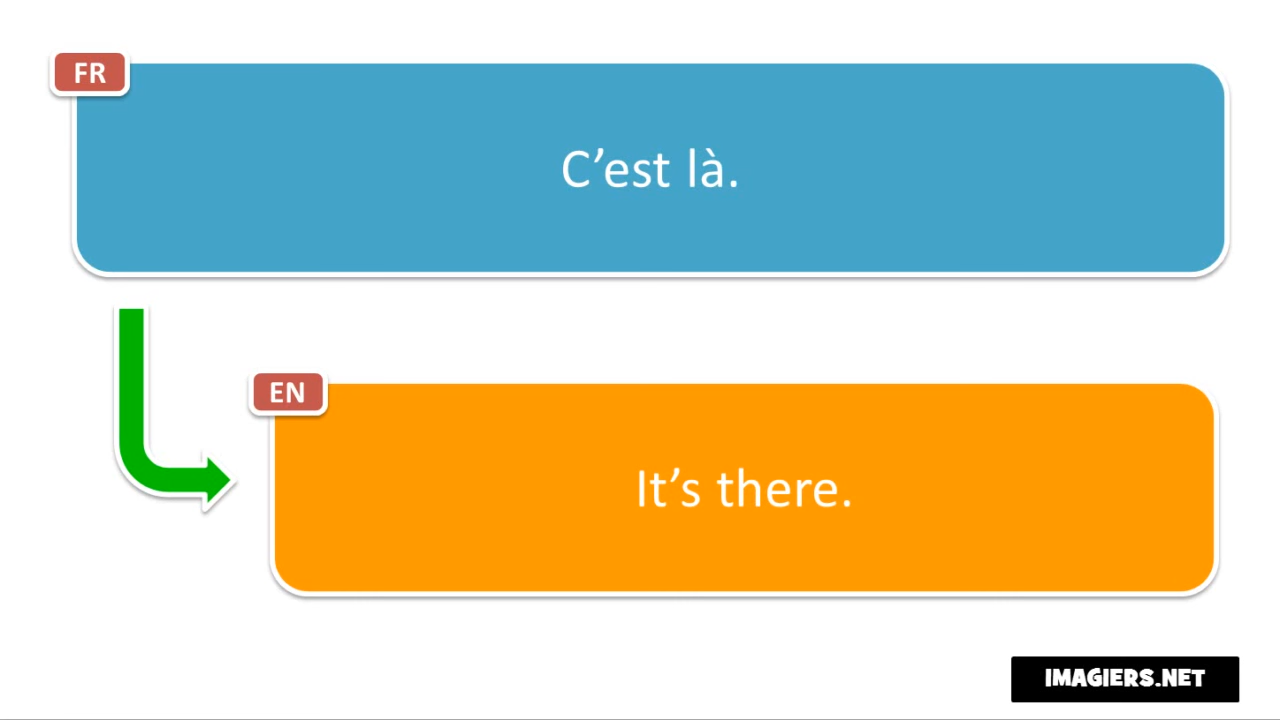 FR
C’est là.
EN
It’s there.
IMAGIERS.NET